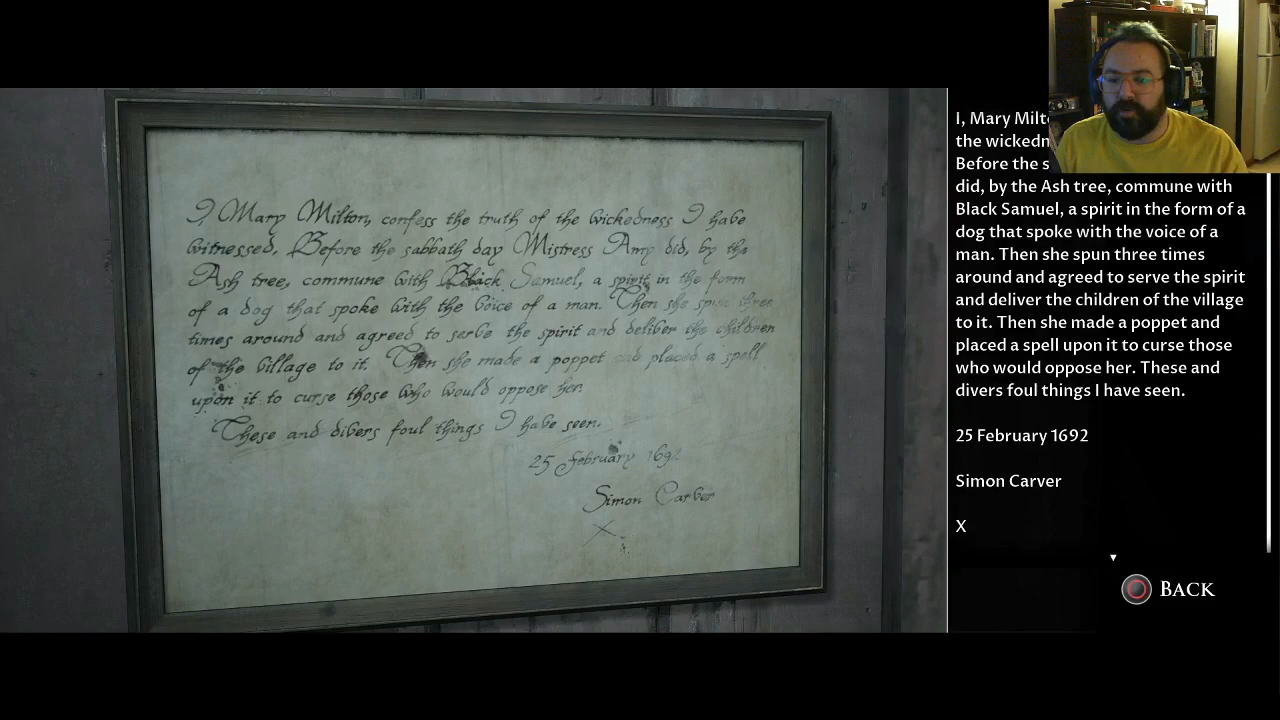 I, Mary Milton, confess the truth of the wickedness I have
witnessed. Before the sabbath day Mistress Amy did, by the
Ash tree, commune with Black Samuel, a spirit in the form
of a dog that spoke with the voice of a man. Then she spun three
times around and agreed to serve the spirit and deliver the children
of the village to it. Then she made a poppet and placed a spell
upon it to curse those who would oppose her.
These and divers foul things I have seen.
25 February 1692
Simon Carver
X
I, Mary
the
Before the
did, by the Ash tree, commune with
Black Samuel, a spirit in the form of a
dog that spoke with the voice of a
man. Then she spun three times
around and agreed to serve the spirit
and deliver the children of the village
to it. Then she made a poppet and
placed a spell upon it to curse those
who would oppose her. These and
divers foul things I have seen.
25 February 1692
Simon Carver
X
BACK